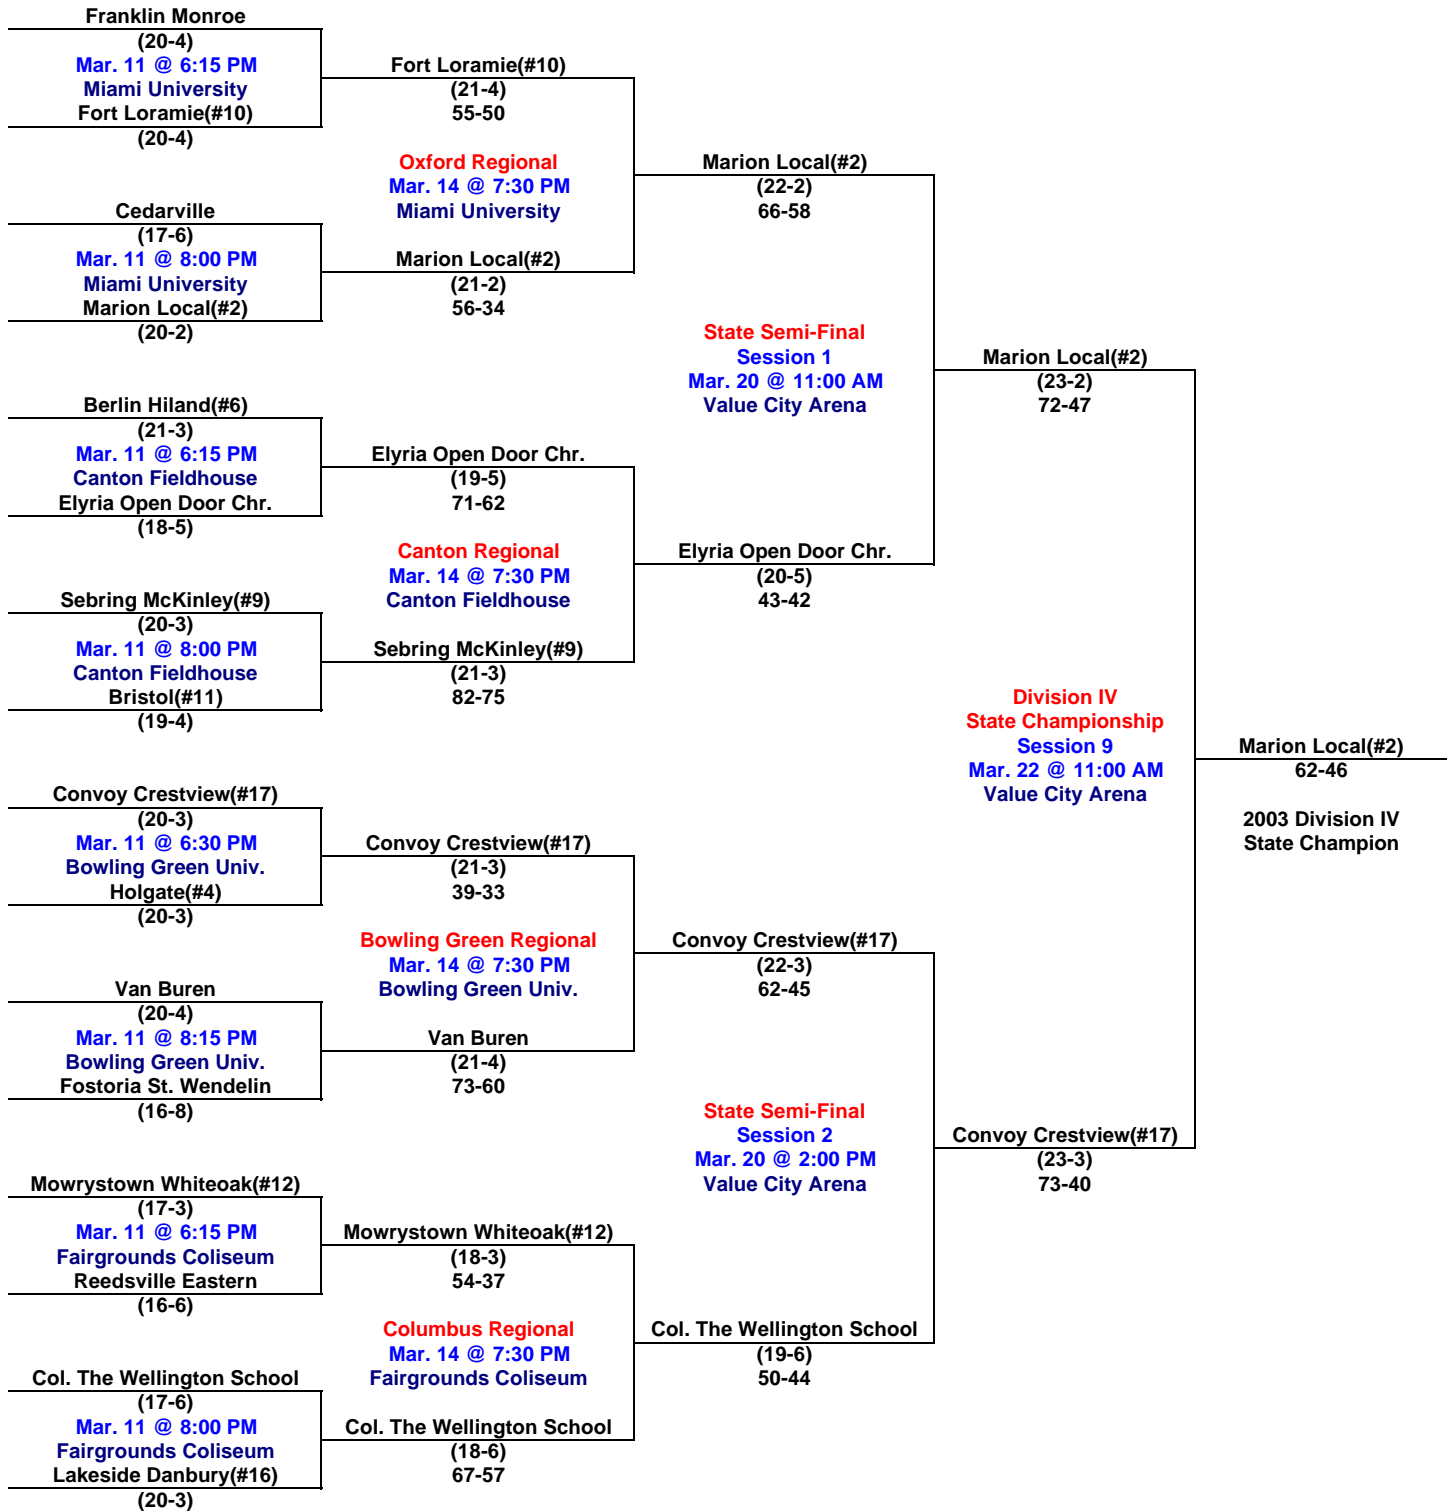 Franklin Monroe
(20-4)
Mar. 11 @ 6:15 PM
Miami University
Fort Loramie(#10)
(20-4)
Cedarville
(17-6)
Mar. 11 @ 8:00 PM
Miami University
Marion Local(#2)
(20-2)
Berlin Hiland(#6)
(21-3)
Mar. 11 @ 6:15 PM
Canton Fieldhouse
Elyria Open Door Chr.
(18-5)
Sebring McKinley(#9)
(20-3)
Mar. 11 @ 8:00 PM
Canton Fieldhouse
Bristol(#11)
(19-4)
Convoy Crestview(#17)
(20-3)
Mar. 11 @ 6:30 PM
Bowling Green Univ.
Holgate(#4)
(20-3)
Van Buren
(20-4)
Mar. 11 @ 8:15 PM
Bowling Green Univ.
Fostoria St. Wendelin
(16-8)
Mowrystown Whiteoak(#12)
(17-3)
Mar. 11 @ 6:15 PM
Fairgrounds Coliseum
Reedsville Eastern
(16-6)
Col. The Wellington School
(17-6)
Mar. 11 @ 8:00 PM
Fairgrounds Coliseum
Lakeside Danbury(#16)
(20-3)
Fort Loramie(#10)
(21-4)
55-50
Oxford Regional
Mar. 14 @ 7:30 PM
Miami University
Marion Local(#2)
(21-2)
56-34
Elyria Open Door Chr.
(19-5)
71-62
Canton Regional
Mar. 14 @ 7:30 PM
Canton Fieldhouse
Sebring McKinley(#9)
(21-3)
82-75
Convoy Crestview(#17)
(21-3)
39-33
Bowling Green Regional
Mar. 14 @ 7:30 PM
Bowling Green Univ.
Van Buren
(21-4)
73-60
Mowrystown Whiteoak(#12)
(18-3)
54-37
Columbus Regional
Mar. 14 @ 7:30 PM
Fairgrounds Coliseum
Col. The Wellington School
(18-6)
67-57
Marion Local(#2)
(22-2)
66-58
State Semi-Final
Session 1
Mar. 20 @ 11:00 AM
Value City Arena
Elyria Open Door Chr.
(20-5)
43-42
Convoy Crestview(#17)
(22-3)
62-45
State Semi-Final
Session 2
Mar. 20 @ 2:00 PM
Value City Arena
Col. The Wellington School
(19-6)
50-44
Marion Local(#2)
(23-2)
72-47
Division IV
State Championship
Session 9
Mar. 22 @ 11:00 AM
Value City Arena
Convoy Crestview(#17)
(23-3)
73-40
Marion Local(#2)
62-46
2003 Division IV
State Champion